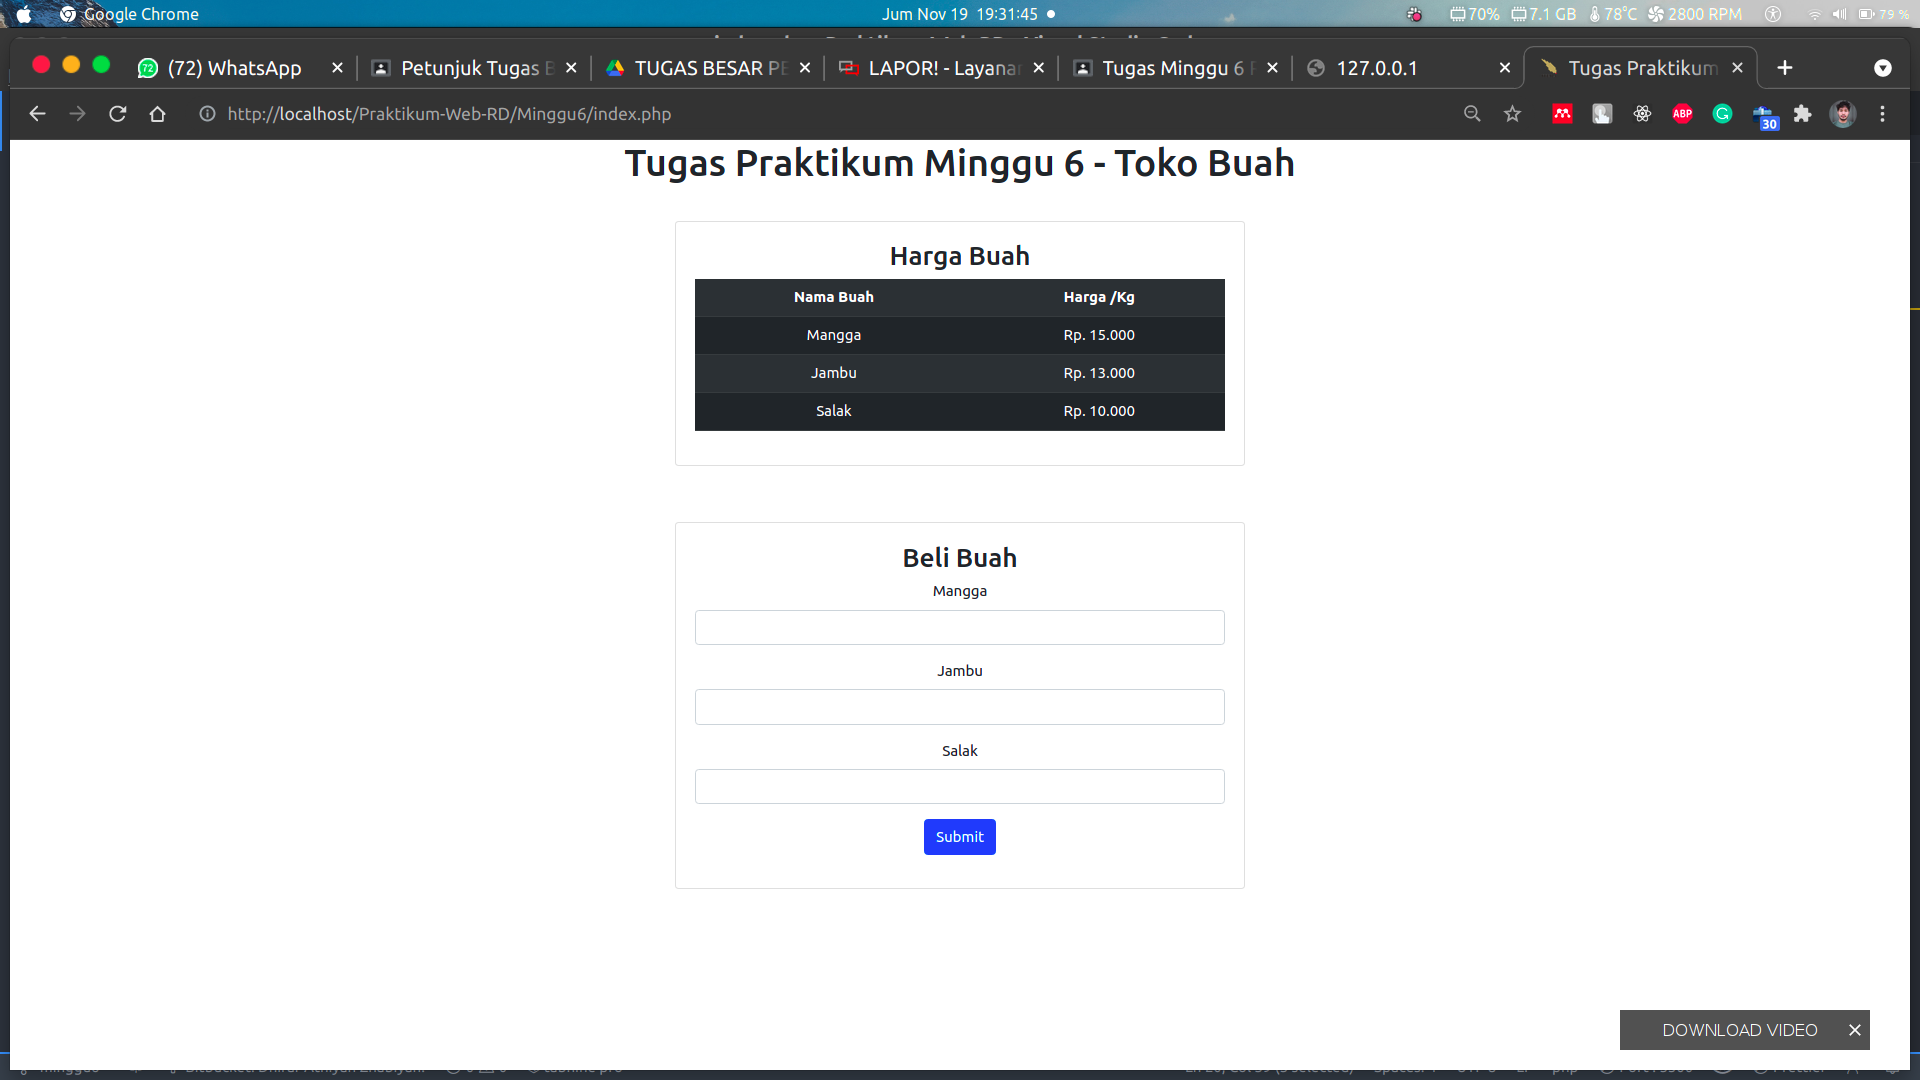 Google Chrome
Jum Nov 19 19:31:45
70% 7.1 GB 78°C 2800 RPM 79 %
(72) WhatsApp
Petunjuk Tugas B
TUGAS BESAR PE
LAPOR! - Layanan
Tugas Minggu 6 P
127.0.0.1
Tugas Praktikum
http://localhost/Praktikum-Web-RD/Minggu6/index.php
ABP
30
Tugas Praktikum Minggu 6 - Toko Buah
Harga Buah
Nama Buah Harga /Kg
Mangga Rp. 15.000
Jambu Rp. 13.000
Salak Rp. 10.000
Beli Buah
Mangga
Jambu
Salak
Submit
DOWNLOAD VIDEO